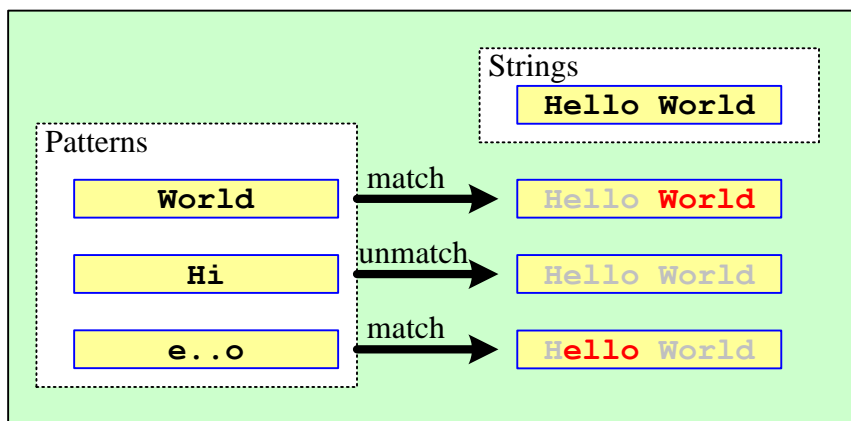 Strings
Hello World
Patterns
World
match
Hello World
Hi
unmatch
Hello World
e..o
match
Hello World